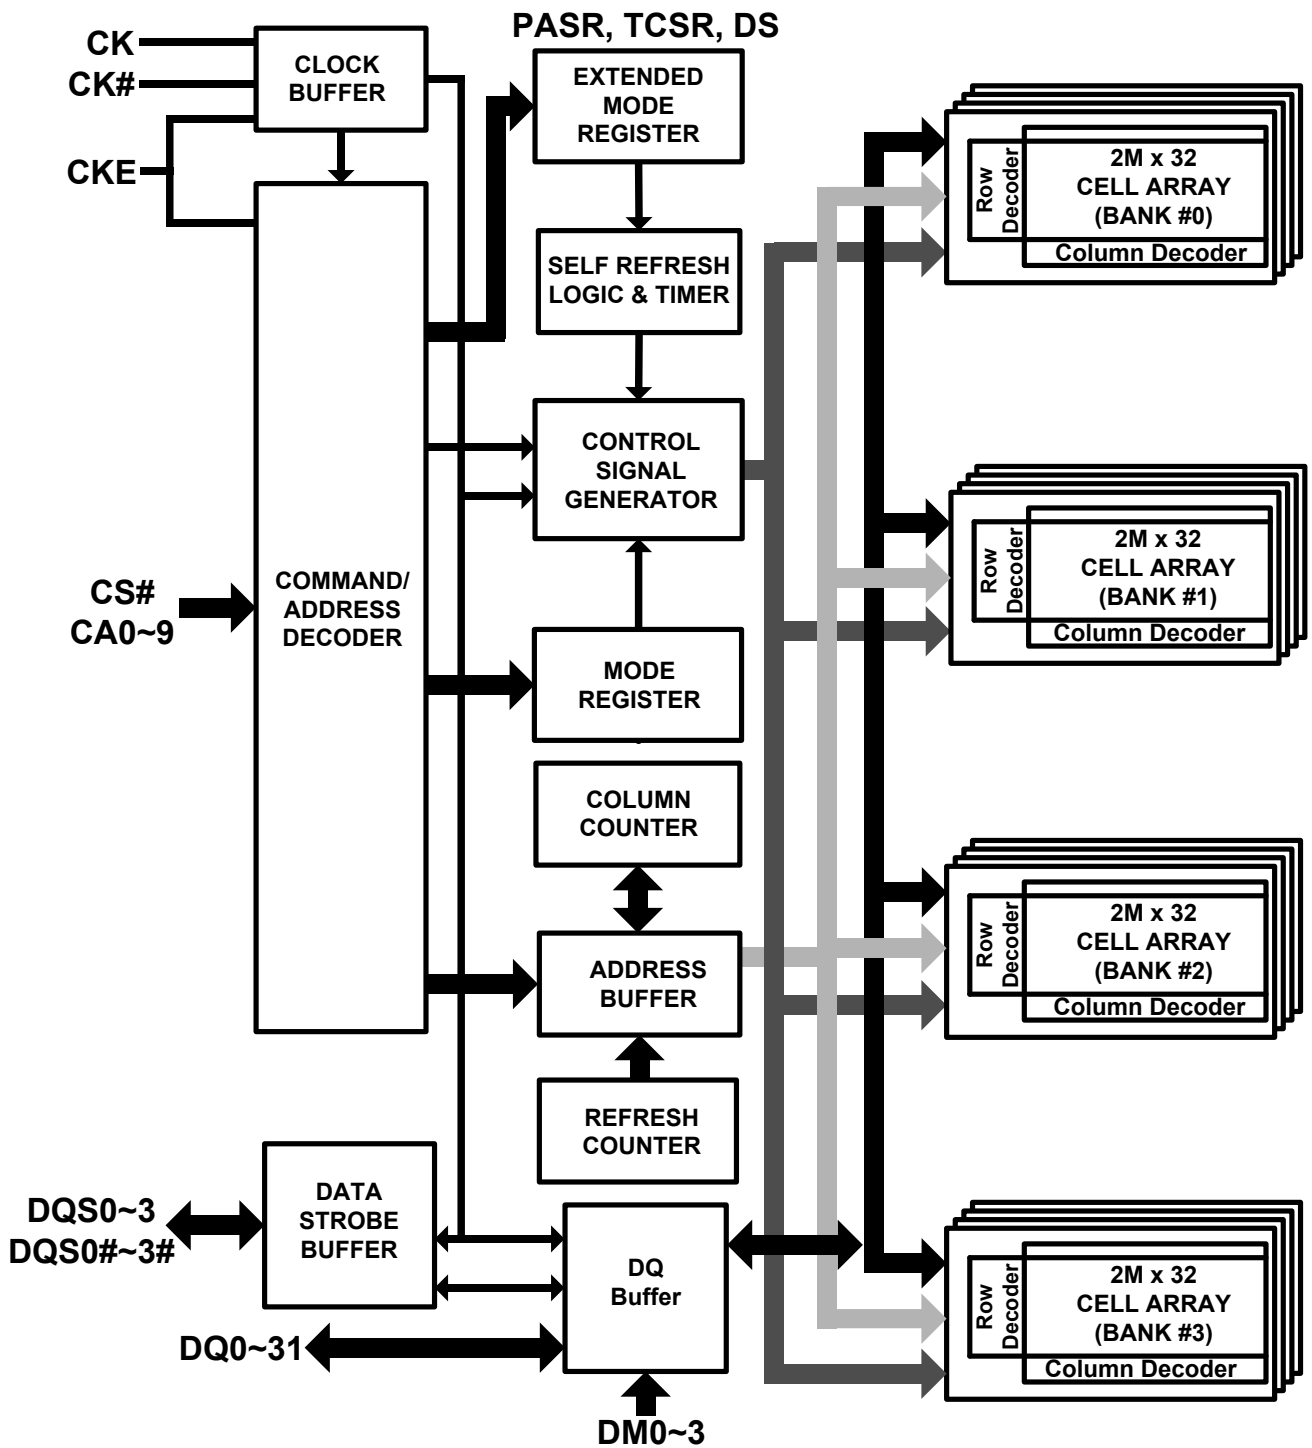 PASR, TCSR, DS
CK
CK#
CKE
CLOCK
BUFFER
EXTENDED
MODE
REGISTER
SELF REFRESH
LOGIC & TIMER
CONTROL
SIGNAL
GENERATOR
CS#
CA0~9
COMMAND/
ADDRESS
DECODER
MODE
REGISTER
COLUMN
COUNTER
ADDRESS
BUFFER
REFRESH
COUNTER
DQS0~3
DQS0#~3#
DATA
STROBE
BUFFER
DQ
Buffer
DQ0~31
DM0~3
Row
Decoder
2M x 32
CELL ARRAY
(BANK #0)
Column Decoder
Row
Decoder
2M x 32
CELL ARRAY
(BANK #1)
Column Decoder
Row
Decoder
2M x 32
CELL ARRAY
(BANK #2)
Column Decoder
Row
Decoder
2M x 32
CELL ARRAY
(BANK #3)
Column Decoder